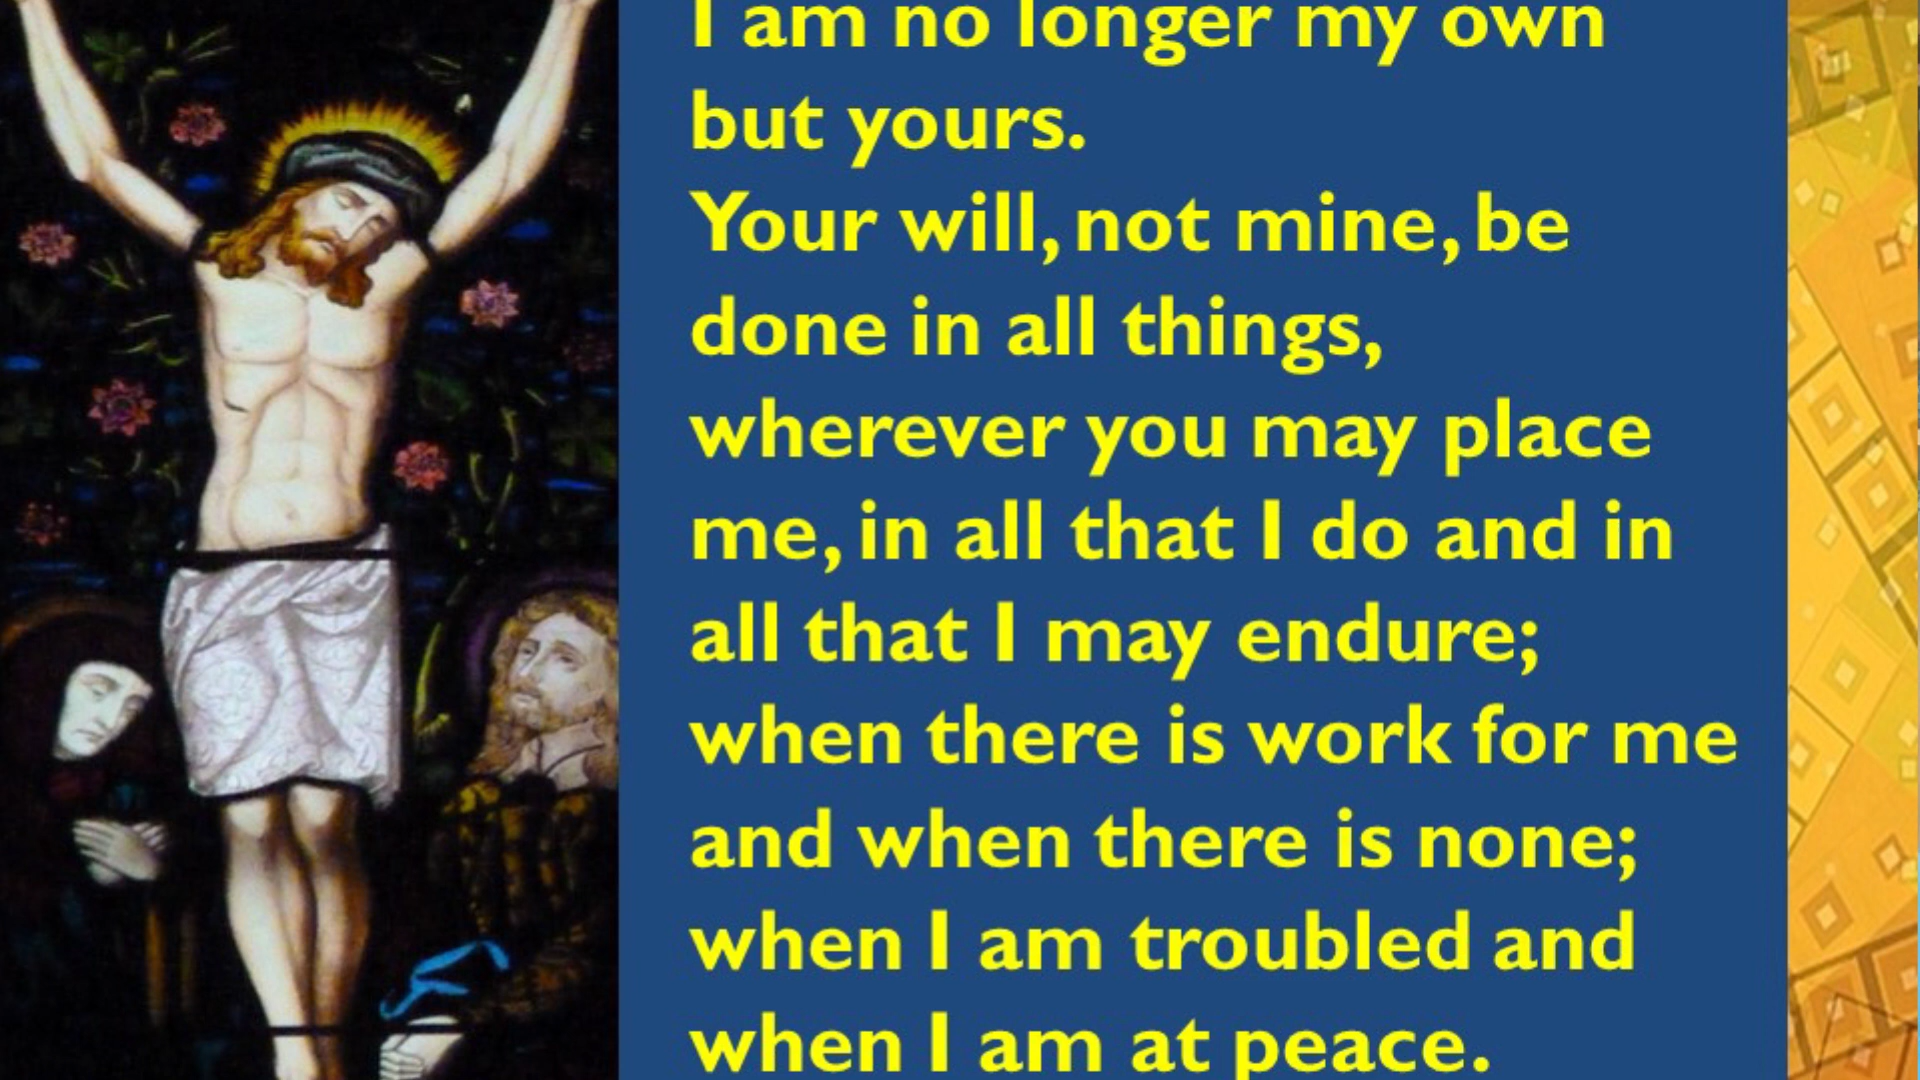 I am no longer my own
but yours.
Your will, not mine, be
done in all things,
wherever you may place
me, in all that I do and in
all that I may endure;
when there is work for me
and when there is none;
when I am troubled and
when I am at peace.